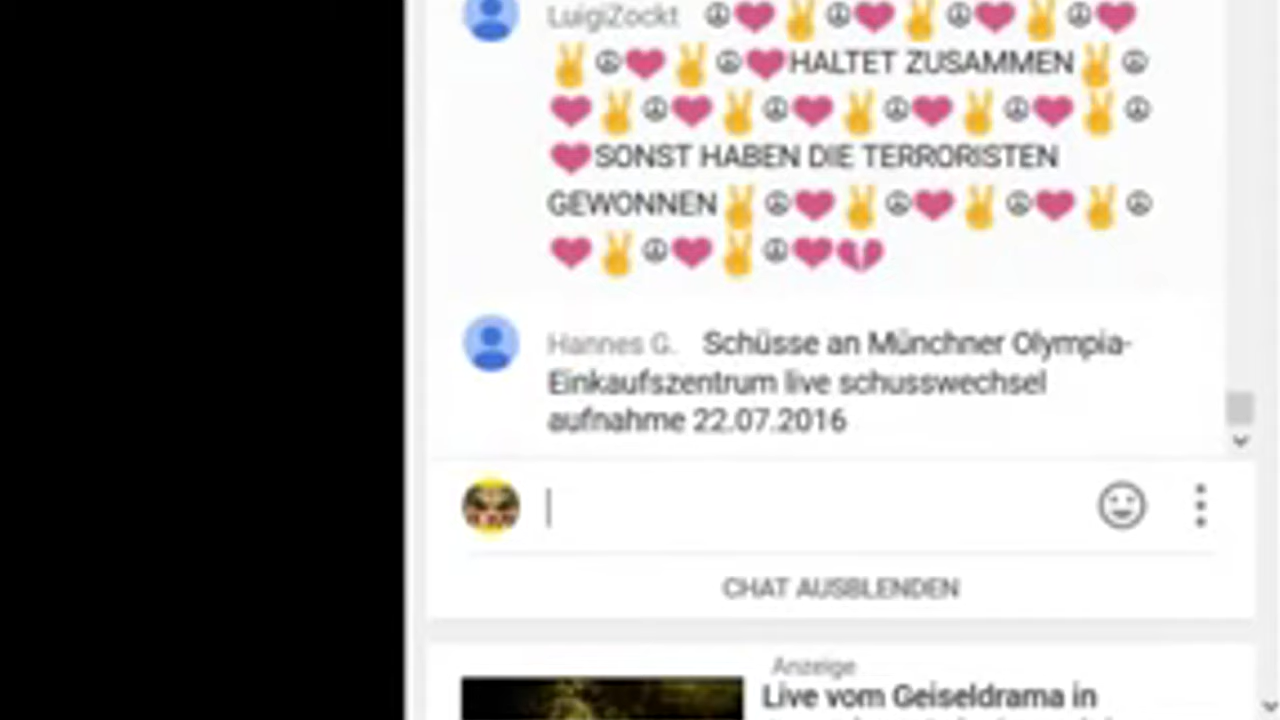 LuigiZockt ☮❤✌☮❤✌☮❤✌☮❤
✌☮❤✌☮❤HALTET ZUSAMMEN✌☮
❤✌☮❤✌☮❤✌☮❤✌☮❤✌☮
❤SONST HABEN DIE TERRORISTEN
GEWONNEN✌☮❤✌☮❤✌☮❤✌☮
❤✌☮❤✌☮❤💔
Hannes G. Schüsse an Münchner Olympia-
Einkaufszentrum live schusswechsel
aufnahme 22.07.2016
CHAT AUSBLENDEN
Anzeige
Live vom Geiseldrama in